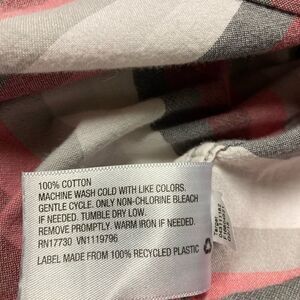 100% COTTON
MACHINE WASH COLD WITH LIKE COLORS.
GENTLE CYCLE. ONLY NON-CHLORINE BLEACH
IF NEEDED. TUMBLE DRY LOW.
REMOVE PROMPTLY. WARM IRON IF NEEDED.
RN17730 VN1119796
LABEL MADE FROM 100% RECYCLED PLASTIC